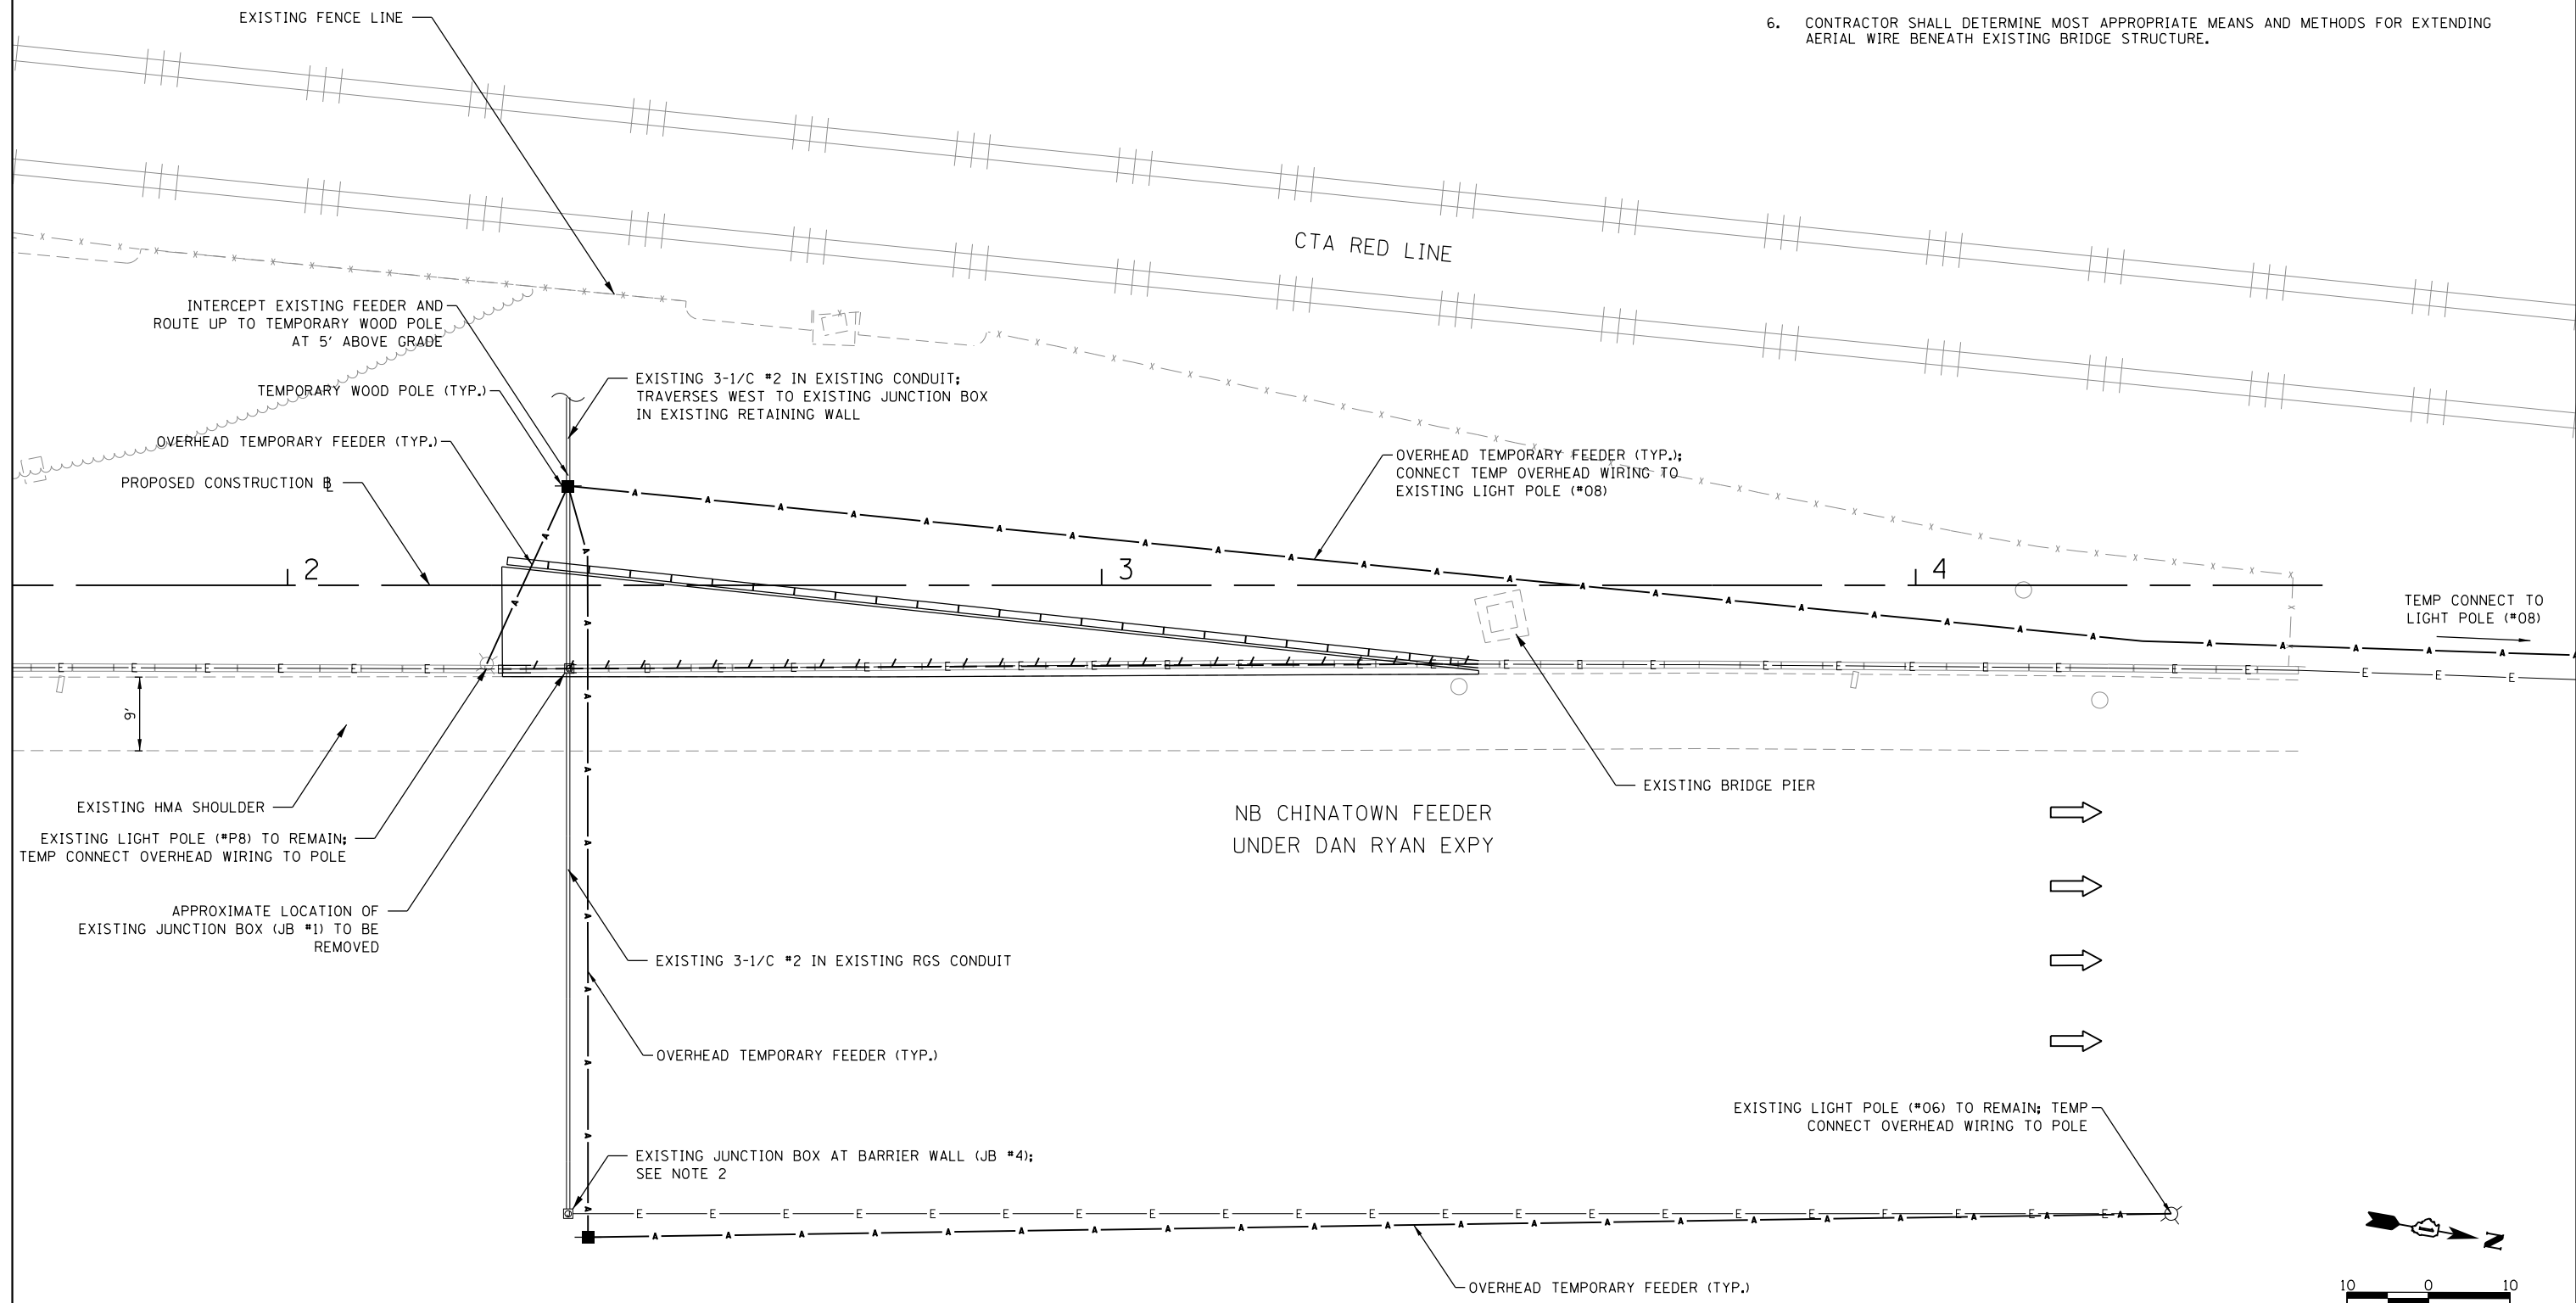 EXISTING FENCE LINE
6. CONTRACTOR SHALL DETERMINE MOST APPROPRIATE MEANS AND METHODS FOR EXTENDING
AERIAL WIRE BENEATH EXISTING BRIDGE STRUCTURE.
CTA RED LINE
INTERCEPT EXISTING FEEDER AND
ROUTE UP TO TEMPORARY WOOD POLE
AT 5' ABOVE GRADE
EXISTING 3-1/C #2 IN EXISTING CONDUIT;
TRAVERSES WEST TO EXISTING JUNCTION BOX
IN EXISTING RETAINING WALL
TEMPORARY WOOD POLE (TYP.)
OVERHEAD TEMPORARY FEEDER (TYP.)
OVERHEAD TEMPORARY FEEDER (TYP.);
CONNECT TEMP OVERHEAD WIRING TO
EXISTING LIGHT POLE (#08)
PROPOSED CONSTRUCTION BL
2
3
4
TEMP CONNECT TO
LIGHT POLE (#08)
9'
EXISTING BRIDGE PIER
EXISTING HMA SHOULDER
NB CHINATOWN FEEDER
UNDER DAN RYAN EXPY
EXISTING LIGHT POLE (#P8) TO REMAIN;
TEMP CONNECT OVERHEAD WIRING TO POLE
APPROXIMATE LOCATION OF
EXISTING JUNCTION BOX (JB #1) TO BE
REMOVED
EXISTING 3-1/C #2 IN EXISTING RGS CONDUIT
OVERHEAD TEMPORARY FEEDER (TYP.)
EXISTING LIGHT POLE (#06) TO REMAIN; TEMP
CONNECT OVERHEAD WIRING TO POLE
EXISTING JUNCTION BOX AT BARRIER WALL (JB #4);
SEE NOTE 2
OVERHEAD TEMPORARY FEEDER (TYP.)
N
10 0 10